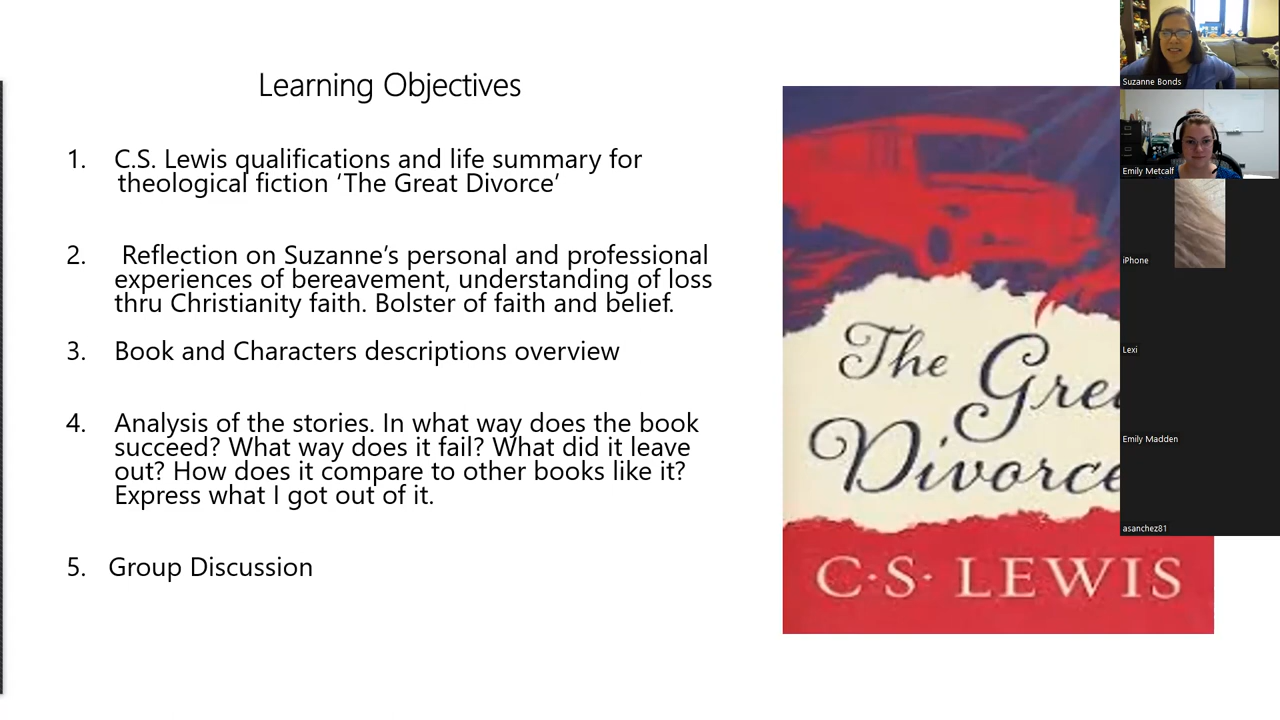 Learning Objectives
1. C.S. Lewis qualifications and life summary for
theological fiction ‘The Great Divorce’
2. Reflection on Suzanne’s personal and professional
experiences of bereavement, understanding of loss
thru Christianity faith. Bolster of faith and belief.
3. Book and Characters descriptions overview
4. Analysis of the stories. In what way does the book
succeed? What way does it fail? What did it leave
out? How does it compare to other books like it?
Express what I got out of it.
5. Group Discussion
The Grea
Divorce
C·S· LEWIS
Suzanne Bonds
Emily Metcalf
iPhone
Lexi
Emily Madden
asanchez81